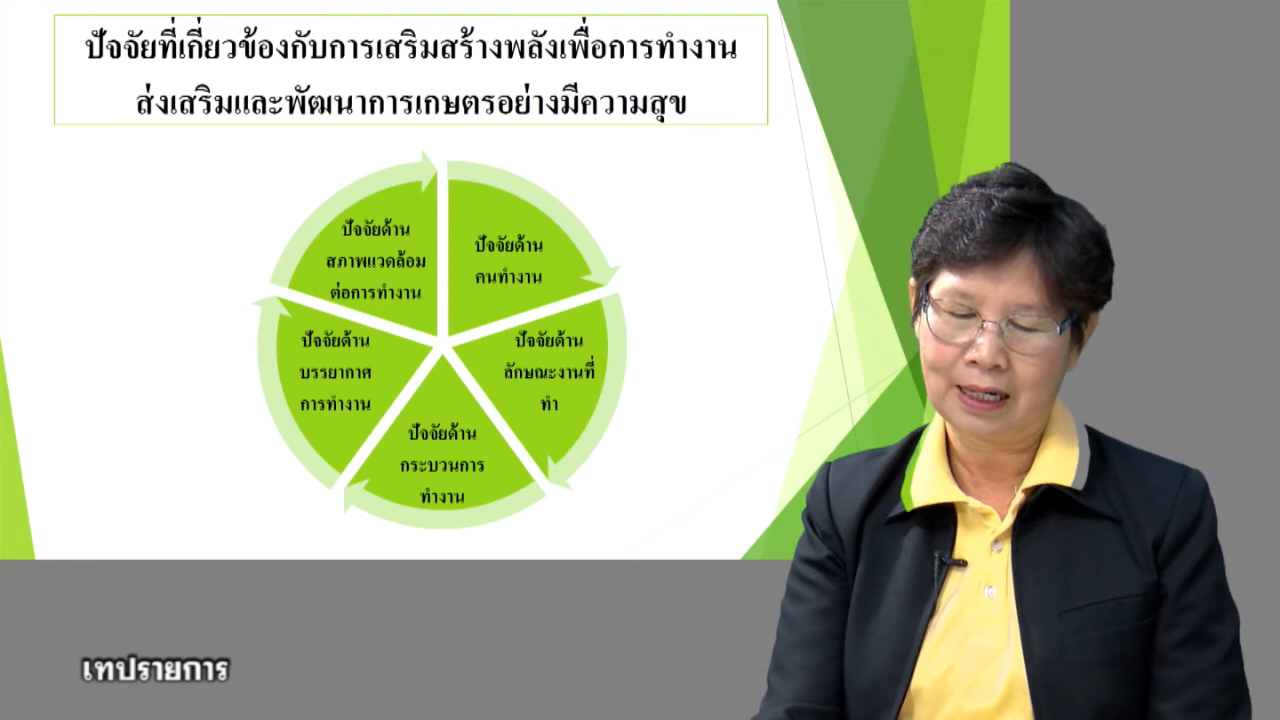 ปัจจัยที่เกี่ยวข้องกับการเสริมสร้างพลังเพื่อการทำงาน
ส่งเสริมและพัฒนาการเกษตรอย่างมีความสุข
ปัจจัยด้าน
คนทำงาน
ปัจจัยด้าน
ลักษณะงานที่
ทำ
ปัจจัยด้าน
กระบวนการ
ทำงาน
ปัจจัยด้าน
บรรยากาศ
การทำงาน
ปัจจัยด้าน
สภาพแวดล้อม
ต่อการทำงาน
เทปรายการ